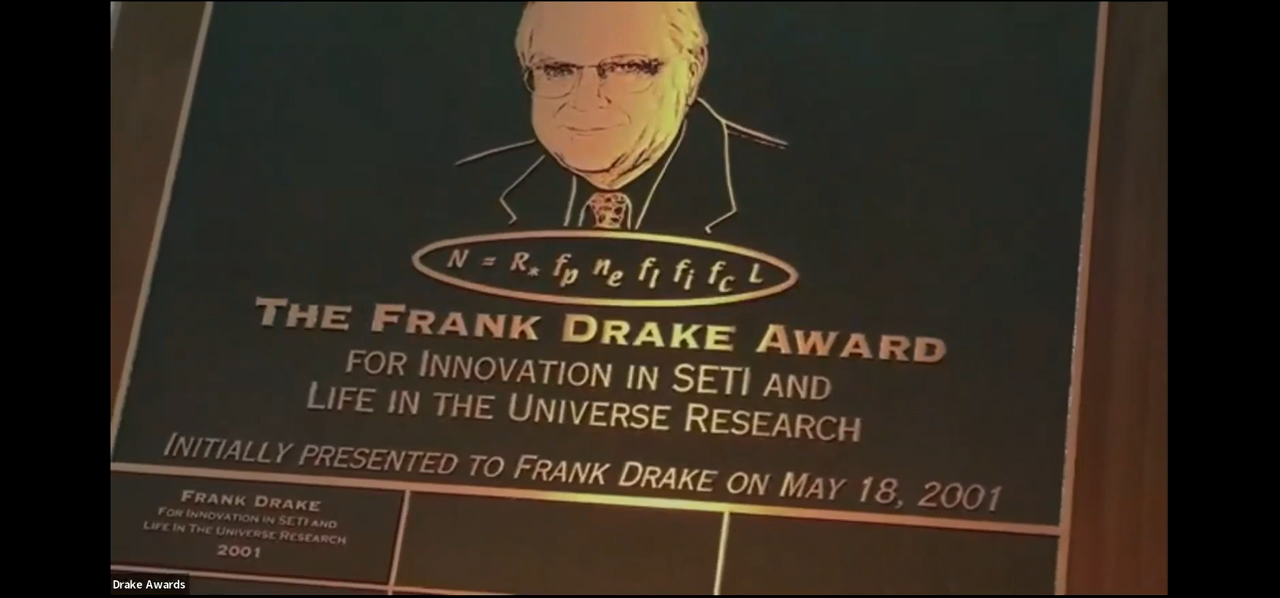 N = R* fp ne fl fi fc L
THE FRANK DRAKE AWARD
FOR INNOVATION IN SETI AND
LIFE IN THE UNIVERSE RESEARCH
INITIALLY PRESENTED TO FRANK DRAKE ON MAY 18, 2001
FRANK DRAKE
FOR INNOVATION IN SETI AND
LIFE IN THE UNIVERSE RESEARCH
2001
Drake Awards